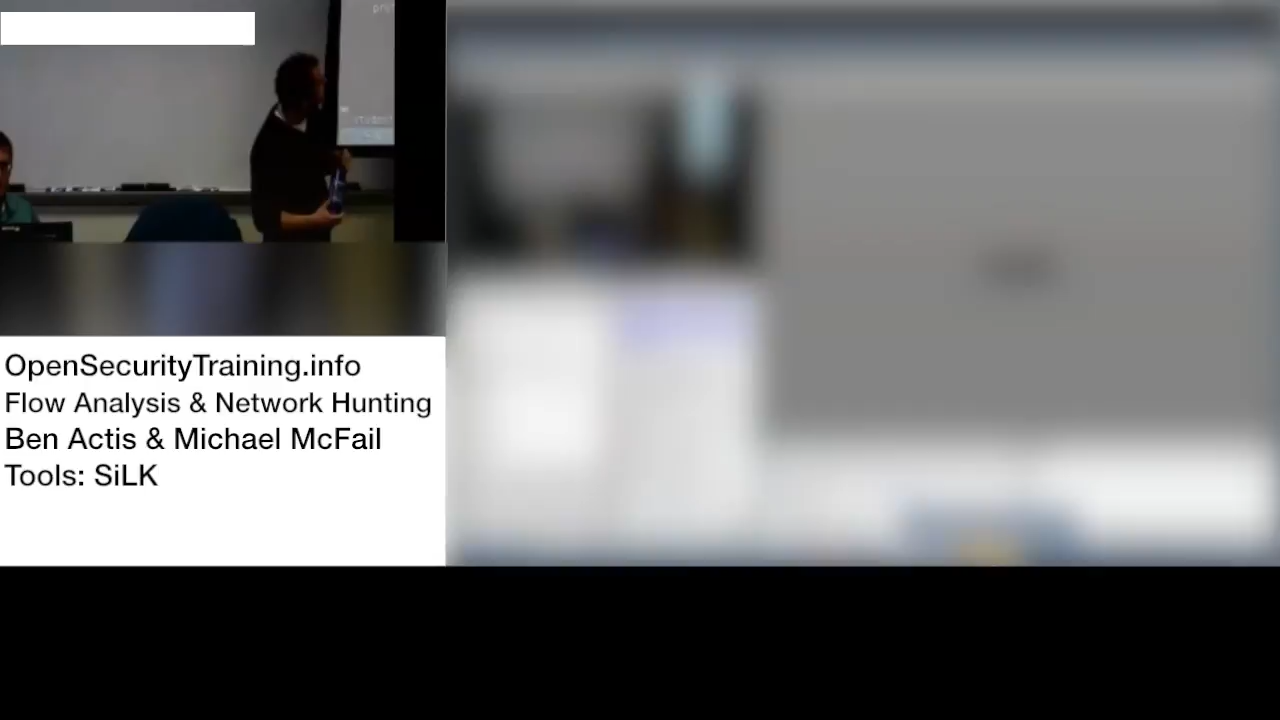 OpenSecurityTraining.info
Flow Analysis & Network Hunting
Ben Actis & Michael McFail
Tools: SiLK